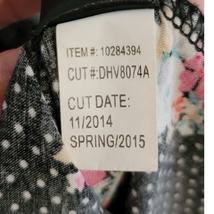 ITEM #: 10284394
CUT #:DHV8074A
CUT DATE:
11/2014
SPRING/2015